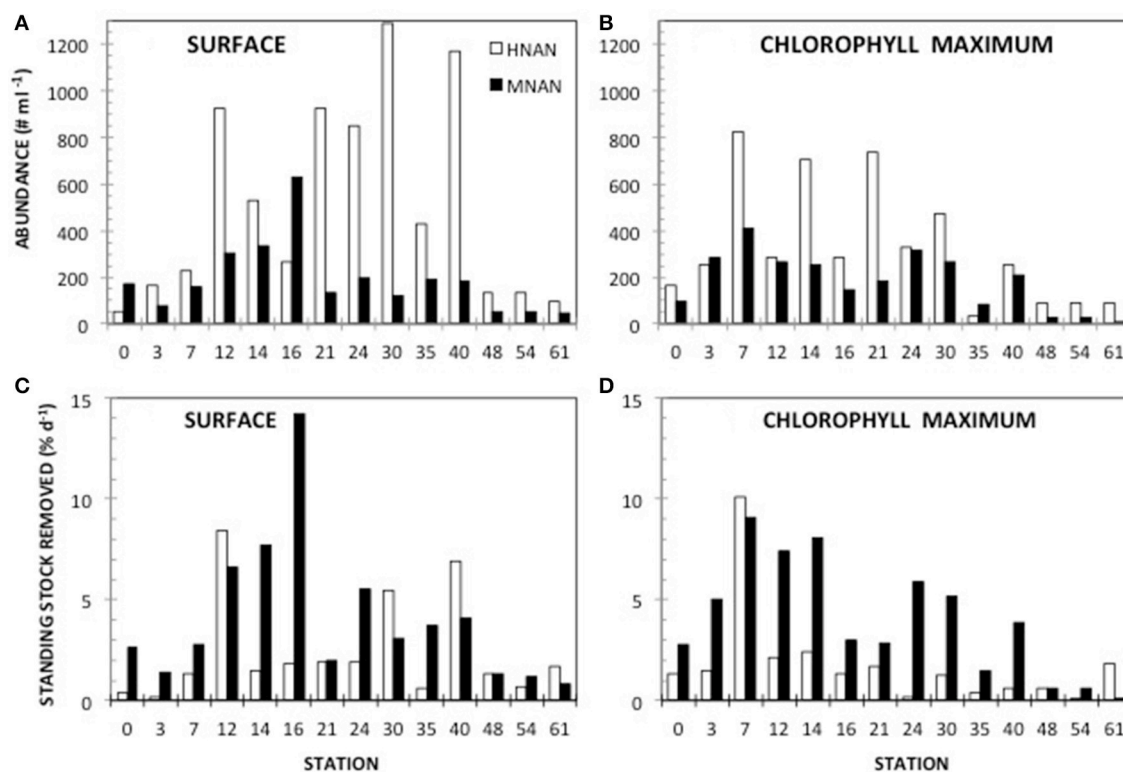 A
SURFACE
HNAN
MNAN
ABUNDANCE (# ml -1)
1200
1000
800
600
400
200
0
0 3 7 12 14 16 21 24 30 35 40 48 54 61
B
CHLOROPHYLL MAXIMUM
1200
1000
800
600
400
200
0
0 3 7 12 14 16 21 24 30 35 40 48 54 61
C
SURFACE
STANDING STOCK REMOVED (% d-1)
15
10
5
0
0 3 7 12 14 16 21 24 30 35 40 48 54 61
STATION
D
CHLOROPHYLL MAXIMUM
15
10
5
0
0 3 7 12 14 16 21 24 30 35 40 48 54 61
STATION